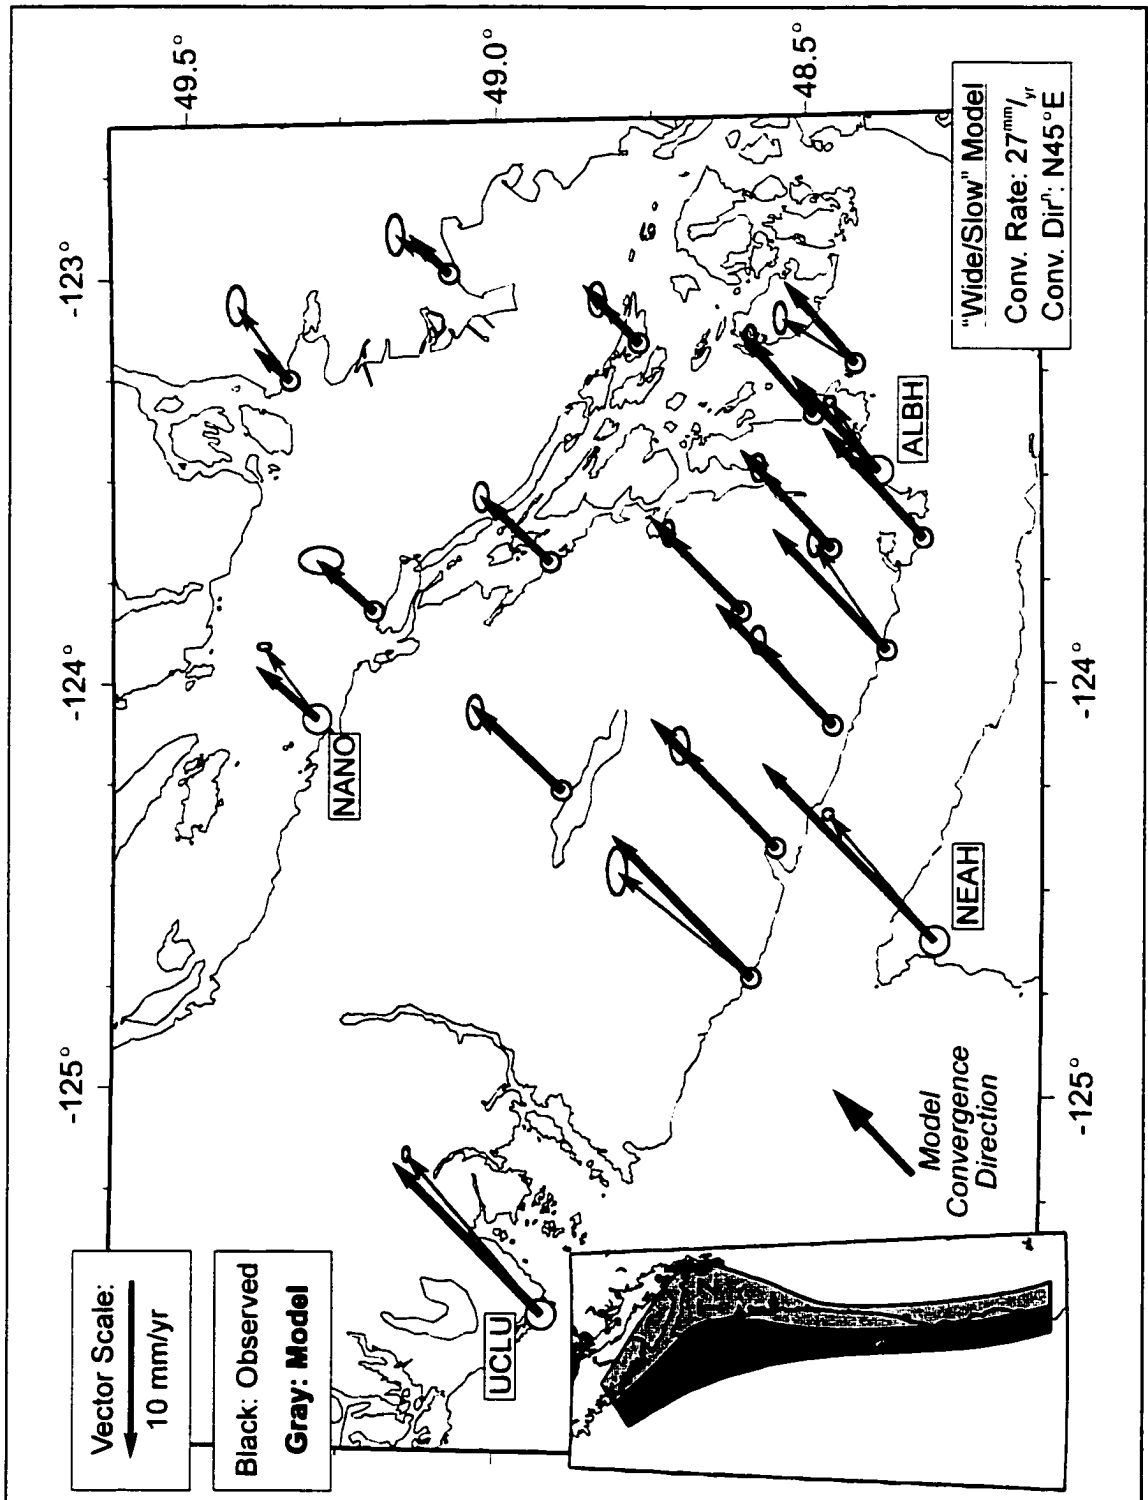 Vector Scale:
10 mm/yr
Black: Observed
Gray: Model
-125°
-124°
-123°
49.5°
49.0°
48.5°
UCLU
NANO
NEAH
ALBH
Model
Convergence
Direction
"Wide/Slow" Model
Conv. Rate: 27mm/yr
Conv. Dirⁿ: N45°E
-125°
-124°